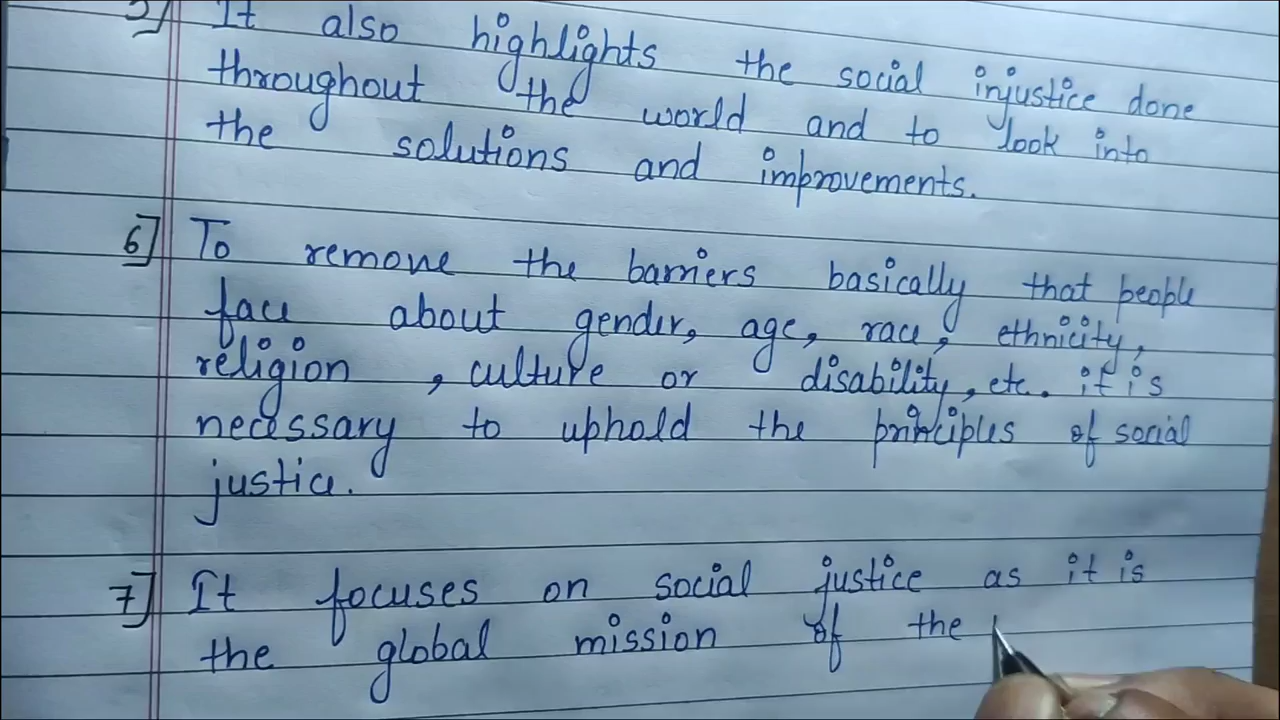 5] It also highlights the social injustice done
throughout the world and to look into
the solutions and improvements.
6] To remove the barriers basically that people
face about gender, age, race, ethnicity,
religion, culture or disability, etc. it is
necessary to uphold the principles of social
justice.
7] It focuses on social justice as it is
the global mission of the